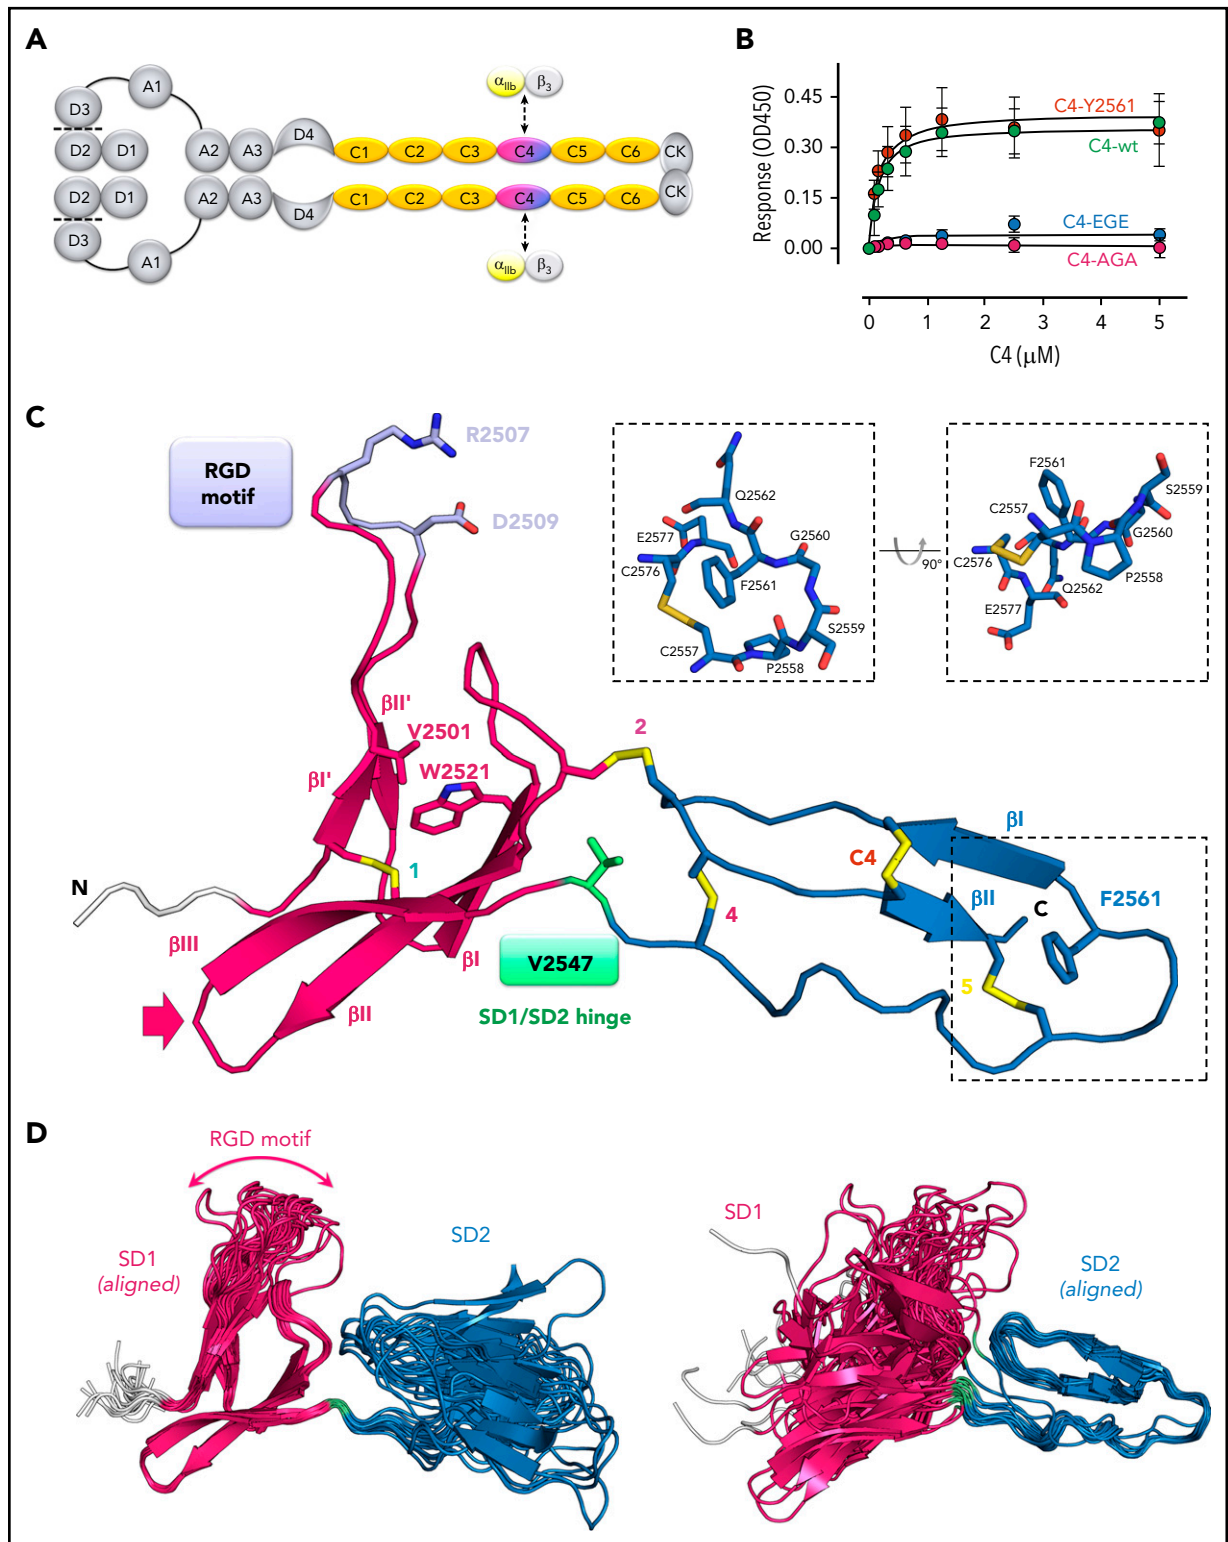 A
A1
D3
D2
D1
A2
A3
D4
C1
C2
C3
C4
C5
C6
CK
αIIb
β3
D2
D1
A2
A3
D4
C1
C2
C3
C4
C5
C6
CK
D3
A1
αIIb
β3
B
Response (OD450)
0.45
0.30
0.15
0.00
C4-Y2561
C4-wt
C4-EGE
C4-AGA
0
1
2
3
4
5
C4 (μM)
C
RGD
motif
R2507
D2509
Q2562
E2577
G2560
C2576
F2561
S2559
C2557
P2558
90°
F2561
S2559
C2557
G2560
C2576
P2558
Q2562
E2577
βII'
V2501
W2521
βI'
2
1
N
C4
βI
βII
C
F2561
4
5
βIII
βI
βII
V2547
SD1/SD2 hinge
D
RGD motif
SD1
(aligned)
SD2
SD1
SD2
(aligned)